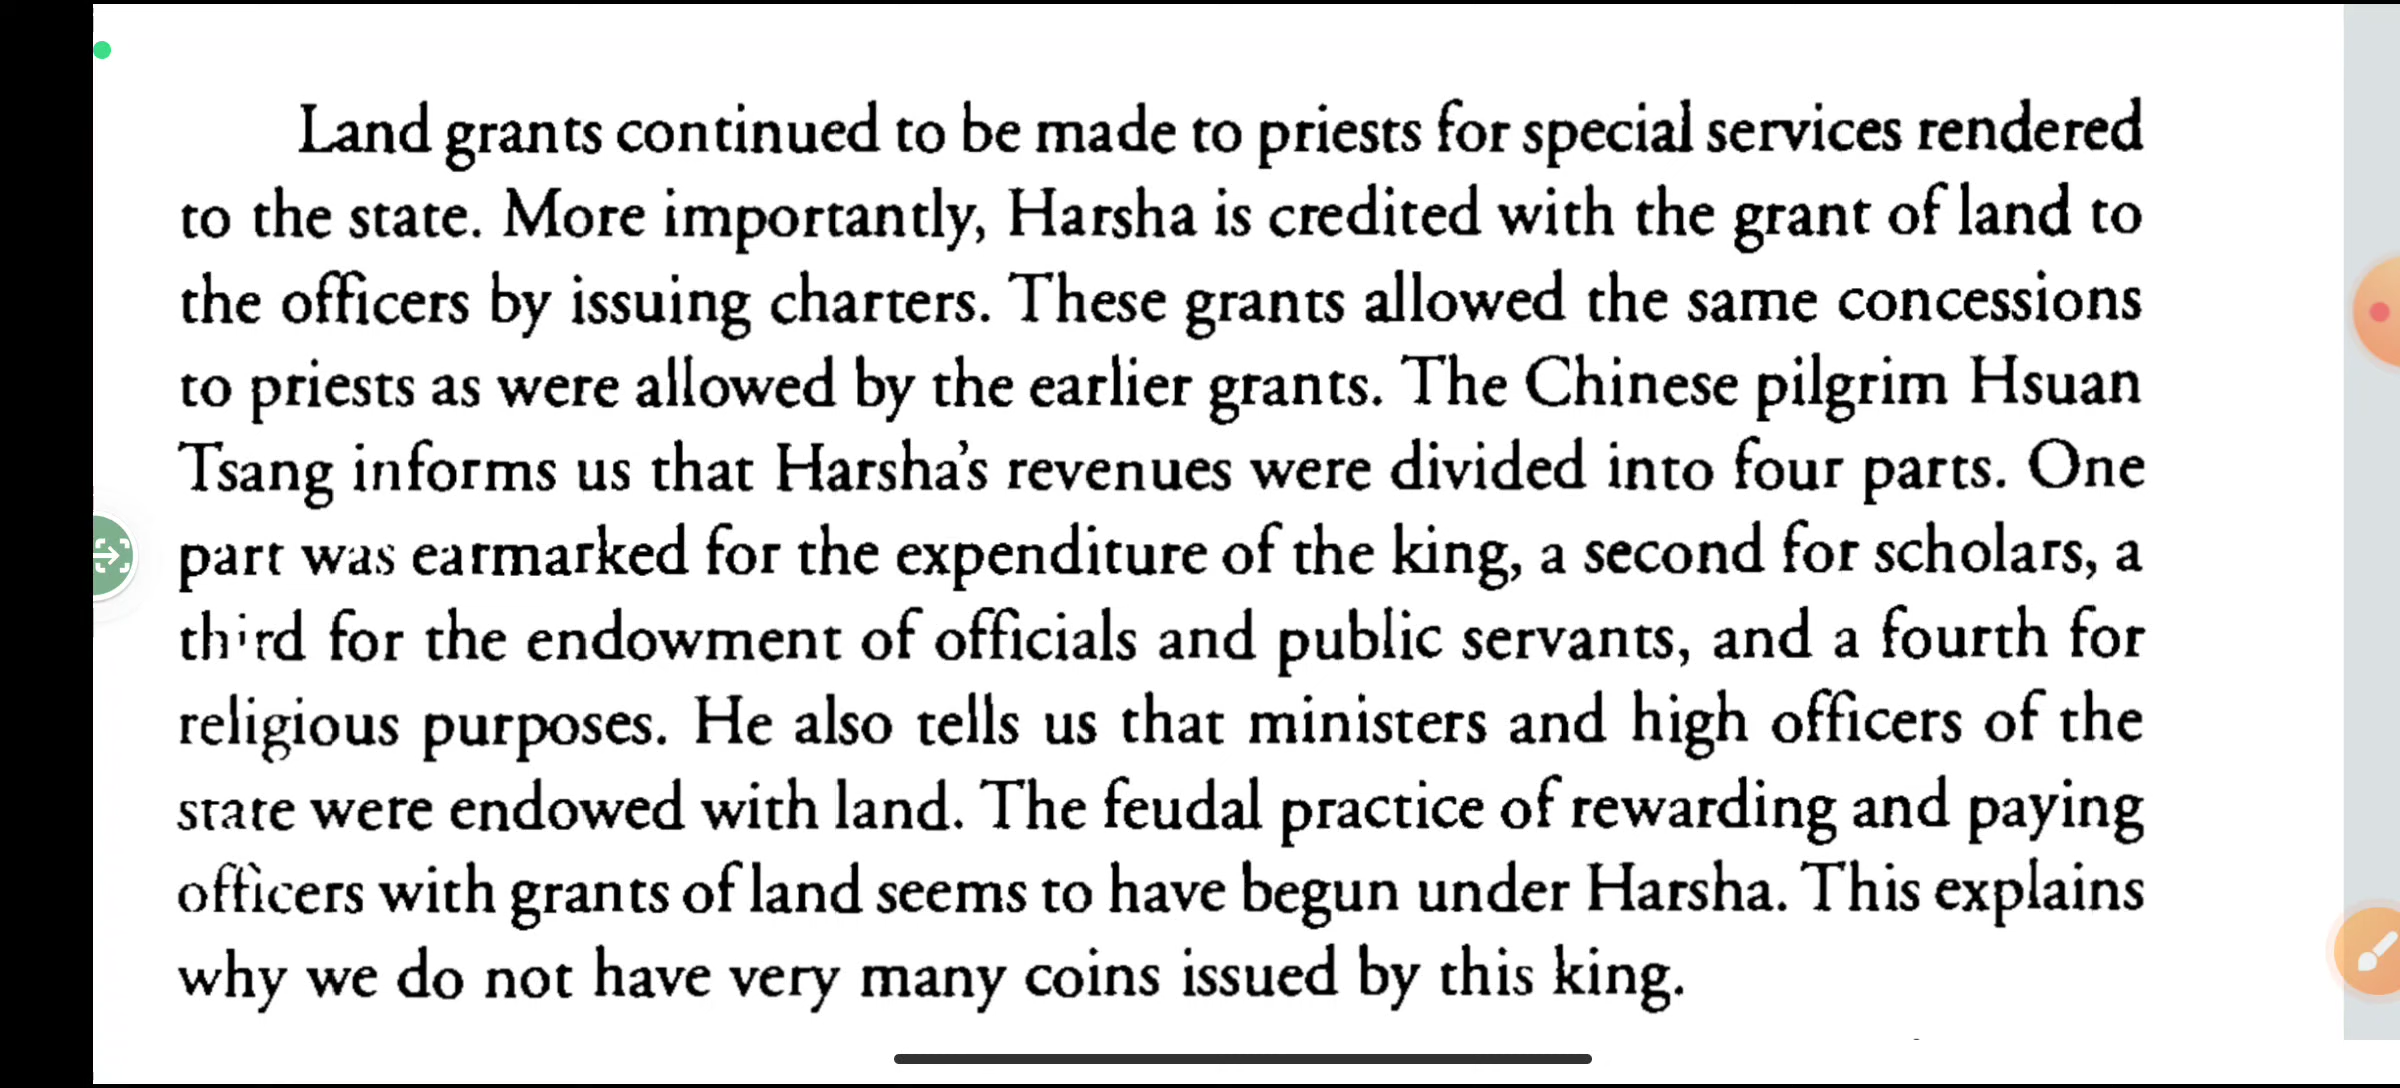 Land grants continued to be made to priests for special services rendered
to the state. More importantly, Harsha is credited with the grant of land to
the officers by issuing charters. These grants allowed the same concessions
to priests as were allowed by the earlier grants. The Chinese pilgrim Hsuan
Tsang informs us that Harsha's revenues were divided into four parts. One
part was earmarked for the expenditure of the king, a second for scholars, a
third for the endowment of officials and public servants, and a fourth for
religious purposes. He also tells us that ministers and high officers of the
state were endowed with land. The feudal practice of rewarding and paying
officers with grants of land seems to have begun under Harsha. This explains
why we do not have very many coins issued by this king.